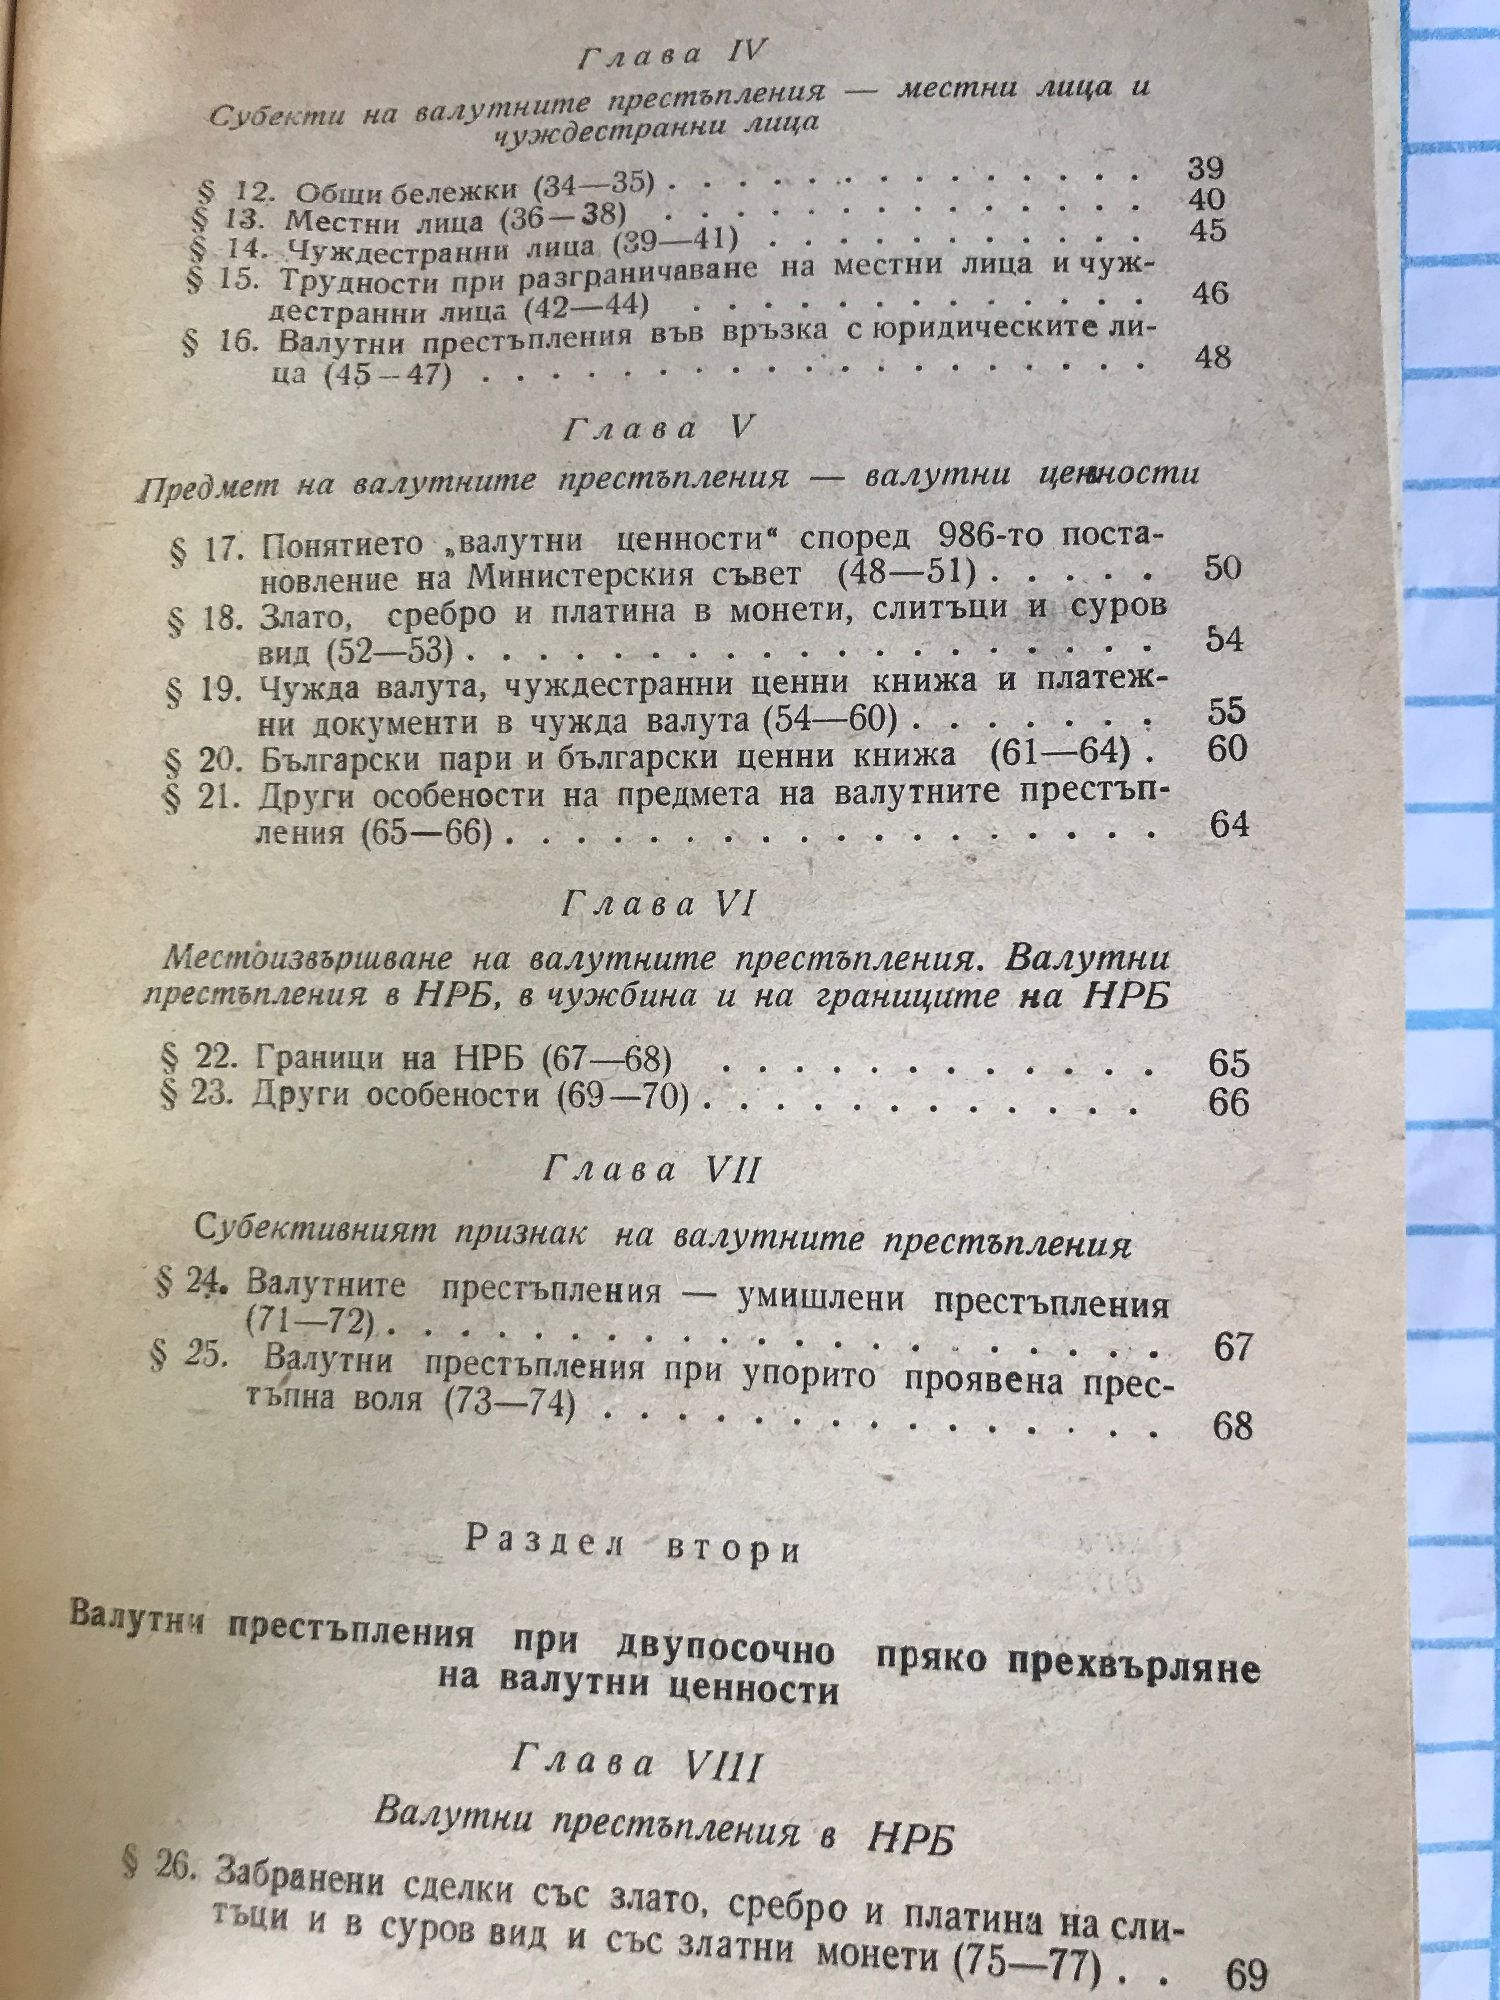 Глава IV
Субекти на валутните престъпления — местни лица и
чуждестранни лица
§ 12. Общи бележки (34—35) . . . . . . . . . . . . . . 39
§ 13. Местни лица (36—38) . . . . . . . . . . . . . . 40
§ 14. Чуждестранни лица (39—41) . . . . . . . . . . . 45
§ 15. Трудности при разграничаване на местни лица и чуж-
дестранни лица (42—44) . . . . . . . . . . . . . 46
§ 16. Валутни престъпления във връзка с юридическите ли-
ца (45—47) . . . . . . . . . . . . . . . . . . . 48
Глава V
Предмет на валутните престъпления — валутни ценности
§ 17. Понятието „валутни ценности“ според 986-то поста-
новление на Министерския съвет (48—51) . . . . . 50
§ 18. Злато, сребро и платина в монети, слитъци и суров
вид (52—53) . . . . . . . . . . . . . . . . . . . . 54
§ 19. Чужда валута, чуждестранни ценни книжа и платеж-
ни документи в чужда валута (54—60) . . . . . . . 55
§ 20. Български пари и български ценни книжа (61—64) . 60
§ 21. Други особености на предмета на валутните престъп-
ления (65—66) . . . . . . . . . . . . . . . . . . . 64
Глава VI
Местоизвършване на валутните престъпления. Валутни
престъпления в НРБ, в чужбина и на границите на НРБ
§ 22. Граници на НРБ (67—68) . . . . . . . . . . . . 65
§ 23. Други особености (69—70) . . . . . . . . . . . . 66
Глава VII
Субективният признак на валутните престъпления
§ 24. Валутните престъпления — умишлени престъпления
(71—72) . . . . . . . . . . . . . . . . . . . . . 67
§ 25. Валутни престъпления при упорито проявена прес-
тъпна воля (73—74) . . . . . . . . . . . . . . . 68
Раздел втори
Валутни престъпления при двупосочно пряко прехвърляне
на валутни ценности
Глава VIII
Валутни престъпления в НРБ
§ 26. Забранени сделки със злато, сребро и платина на сли-
тъци и в суров вид и със златни монети (75—77) . . 69